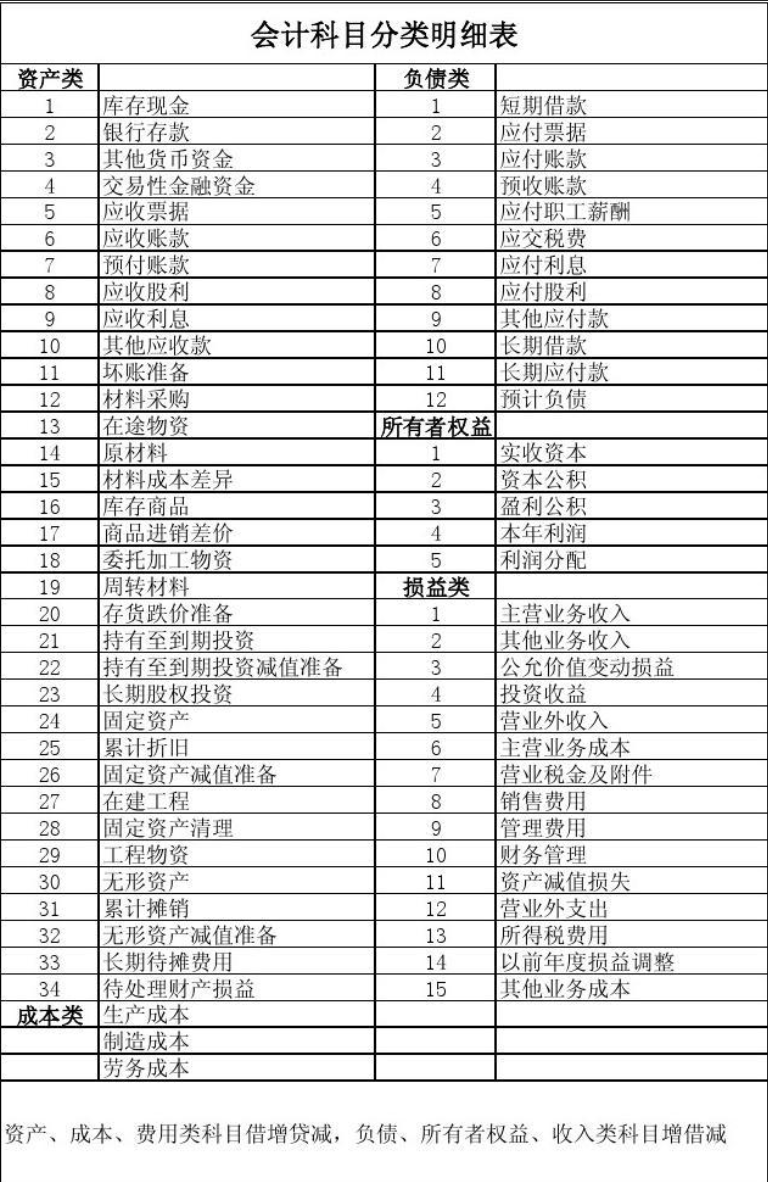 会计科目分类明细表
资产类 负债类
1 库存现金 1 短期借款
2 银行存款 2 应付票据
3 其他货币资金 3 应付账款
4 交易性金融资金 4 预收账款
5 应收票据 5 应付职工薪酬
6 应收账款 6 应交税费
7 预付账款 7 应付利息
8 应收股利 8 应付股利
9 应收利息 9 其他应付款
10 其他应收款 10 长期借款
11 坏账准备 11 长期应付款
12 材料采购 12 预计负债
13 在途物资 所有者权益
14 原材料 1 实收资本
15 材料成本差异 2 资本公积
16 库存商品 3 盈利公积
17 商品进销差价 4 本年利润
18 委托加工物资 5 利润分配
19 周转材料 损益类
20 存货跌价准备 1 主营业务收入
21 持有至到期投资 2 其他业务收入
22 持有至到期投资减值准备 3 公允价值变动损益
23 长期股权投资 4 投资收益
24 固定资产 5 营业外收入
25 累计折旧 6 主营业务成本
26 固定资产减值准备 7 营业税金及附件
27 在建工程 8 销售费用
28 固定资产清理 9 管理费用
29 工程物资 10 财务管理
30 无形资产 11 资产减值损失
31 累计摊销 12 营业外支出
32 无形资产减值准备 13 所得税费用
33 长期待摊费用 14 以前年度损益调整
34 待处理财产损益 15 其他业务成本
成本类 生产成本
制造成本
劳务成本
资产、成本、费用类科目借增贷减，负债、所有者权益、收入类科目增借减